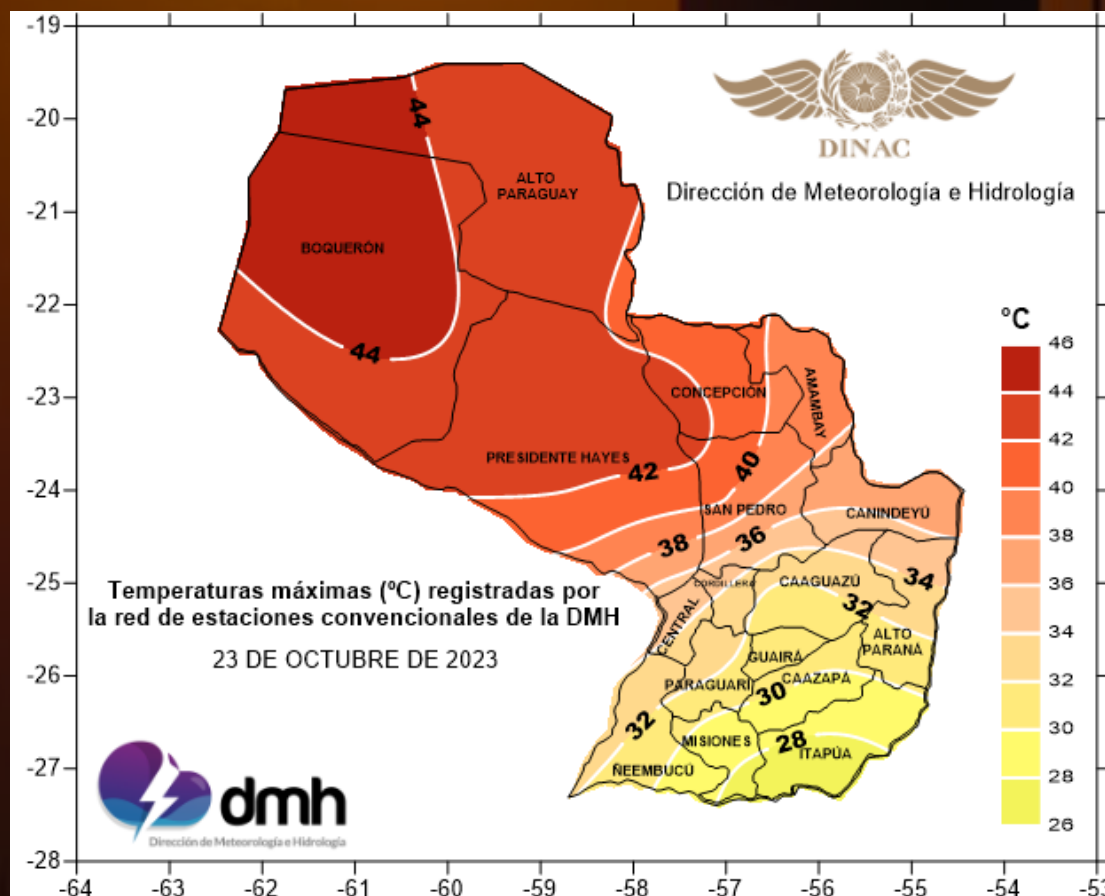 -19
-20
-21
-22
-23
-24
-25
-26
-27
-28
-64
-63
-62
-61
-60
-59
-58
-57
-56
-55
-54
-53
DINAC
Dirección de Meteorología e Hidrología
44
ALTO
PARAGUAY
BOQUERÓN
44
CONCEPCIÓN
AMAMBAY
PRESIDENTE HAYES
42
40
SAN PEDRO
CANINDEYÚ
38
36
CORDILLERA
CAAGUAZÚ
34
32
CENTRAL
ALTO
PARANÁ
GUAIRÁ
PARAGUARÍ
CAAZAPÁ
30
32
MISIONES
28
ITAPÚA
ÑEEMBUCÚ
ºC
46
44
42
40
38
36
34
32
30
28
26
Temperaturas máximas (ºC) registradas por
la red de estaciones convencionales de la DMH
23 DE OCTUBRE DE 2023
dmh
Dirección de Meteorología e Hidrología